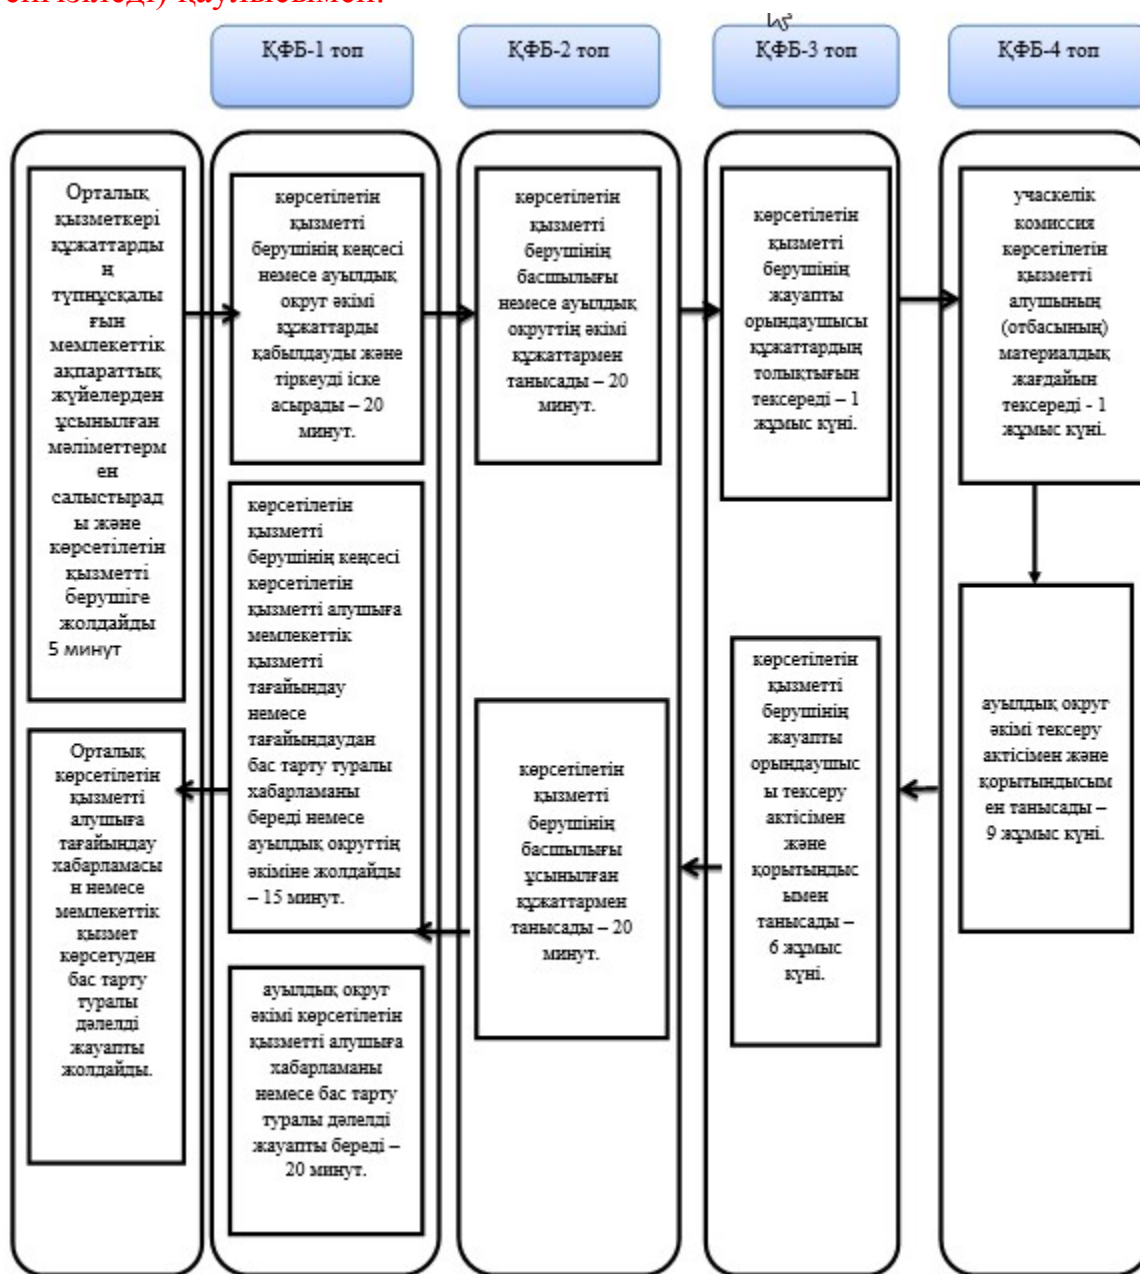 енгізіледі) қаулысымен.
ҚФБ-1 топ
ҚФБ-2 топ
ҚФБ-3 топ
ҚФБ-4 топ
Орталық
қызметкері
құжаттарды
ң
түпнұсқалы
ғын
мемлекеттік
ақпараттық
жүйелерден
ұсынылған
мәліметтерм
ен
салыстырад
ы және
көрсетілетін
қызметті
берушіге
жолдайды
5 минут
Орталық
көрсетілетін
қызметті
алушыға
тағайындау
хабарламасы
н немесе
мемлекеттік
қызмет
көрсетуден
бас тарту
туралы
дәлелді
жауапты
жолдайды.
көрсетілетін
қызметті
берушінің кеңсесі
немесе ауылдық
округ әкімі
құжаттарды
қабылдауды және
тіркеуді іске
асырады – 20
минут.
көрсетілетін
қызметті
берушінің кеңсесі
көрсетілетін
қызметті алушыға
мемлекеттік
қызметті
тағайындау
немесе
тағайындаудан
бас тарту туралы
хабарламаны
береді немесе
ауылдық округтің
әкіміне жолдайды
– 15 минут.
ауылдық округ
әкімі көрсетілетін
қызметті алушыға
хабарламаны
немесе бас тарту
туралы дәлелді
жауапты береді –
20 минут.
көрсетілетін
қызметті
берушінің
басшылығы
немесе ауылдық
округтің әкімі
құжаттармен
танысады – 20
минут.
көрсетілетін
қызметті
берушінің
басшылығы
ұсынылған
құжаттармен
танысады – 20
минут.
көрсетілетін
қызметті
берушінің
жауапты
орындаушысы
құжаттардың
толықтығын
тексереді – 1
жұмыс күні.
көрсетілетін
қызметті
берушінің
жауапты
орындаушыс
ы тексеру
актісімен
және
қорытындыс
ымен
танысады –
6 жұмыс
күні.
учаскелік
комиссия
көрсетілетін
қызметті
алушының
(отбасының)
материалдық
жағдайын
тексереді - 1
жұмыс күні.
ауылдық округ
әкімі тексеру
актісімен және
қорытындысым
ен танысады –
9 жұмыс күні.